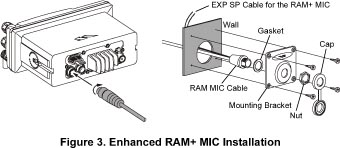 EXP SP Cable for the RAM+ MIC
Wall
Gasket
Cap
RAM MIC Cable
Mounting Bracket
Nut
Figure 3. Enhanced RAM+ MIC Installation